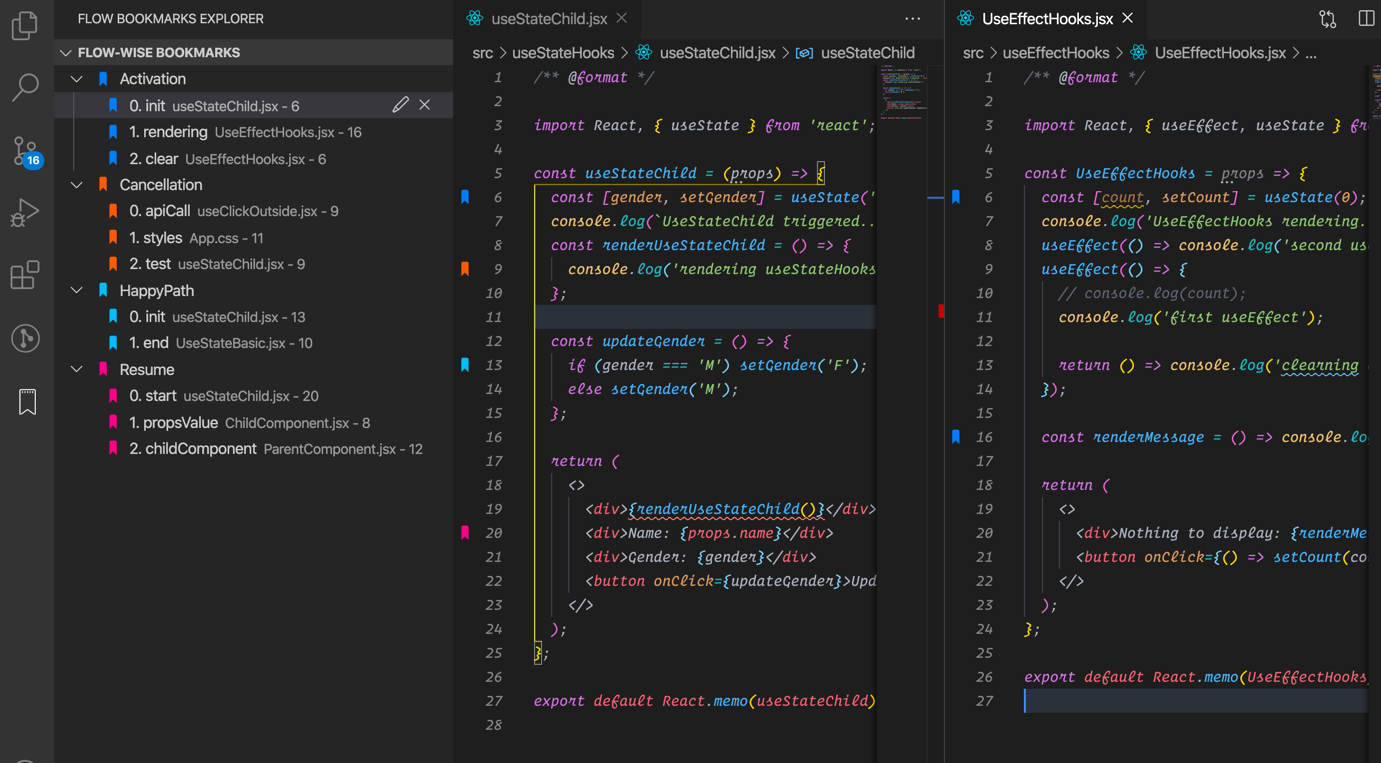 FLOW BOOKMARKS EXPLORER
FLOW-WISE BOOKMARKS
Activation
0. init useStateChild.jsx - 6
1. rendering UseEffectHooks.jsx - 16
2. clear UseEffectHooks.jsx - 6
Cancellation
0. apiCall useClickOutside.jsx - 9
1. styles App.css - 11
2. test useStateChild.jsx - 9
HappyPath
0. init useStateChild.jsx - 13
1. end UseStateBasic.jsx - 10
Resume
0. start useStateChild.jsx - 20
1. propsValue ChildComponent.jsx - 8
2. childComponent ParentComponent.jsx - 12
16
useStateChild.jsx
src > useStateHooks > useStateChild.jsx > useStateChild
1 /** @format */
2
3 import React, { useState } from 'react';
4
5 const useStateChild = (props) => {
6 const [gender, setGender] = useState('
7 console.log(`UseStateChild triggered..
8 const renderUseStateChild = () => {
9 console.log('rendering useStateHooks
10 };
11
12 const updateGender = () => {
13 if (gender === 'M') setGender('F');
14 else setGender('M');
15 };
16
17 return (
18 <>
19 <div>{renderUseStateChild()}</div>
20 <div>Name: {props.name}</div>
21 <div>Gender: {gender}</div>
22 <button onClick={updateGender}>Upd
23 </>
24 );
25 };
26
27 export default React.memo(useStateChild)
28
UseEffectHooks.jsx
src > useEffectHooks > UseEffectHooks.jsx > ...
1 /** @format */
2
3 import React, { useEffect, useState } fr
4
5 const UseEffectHooks = props => {
6 const [count, setCount] = useState(0);
7 console.log('UseEffectHooks rendering.
8 useEffect(() => console.log('second us
9 useEffect(() => {
10 // console.log(count);
11 console.log('first useEffect');
12
13 return () => console.log('clearning
14 });
15
16 const renderMessage = () => console.lo
17
18 return (
19 <>
20 <div>Nothing to display: {renderMe
21 <button onClick={() => setCount(co
22 </>
23 );
24 };
25
26 export default React.memo(UseEffectHooks
27